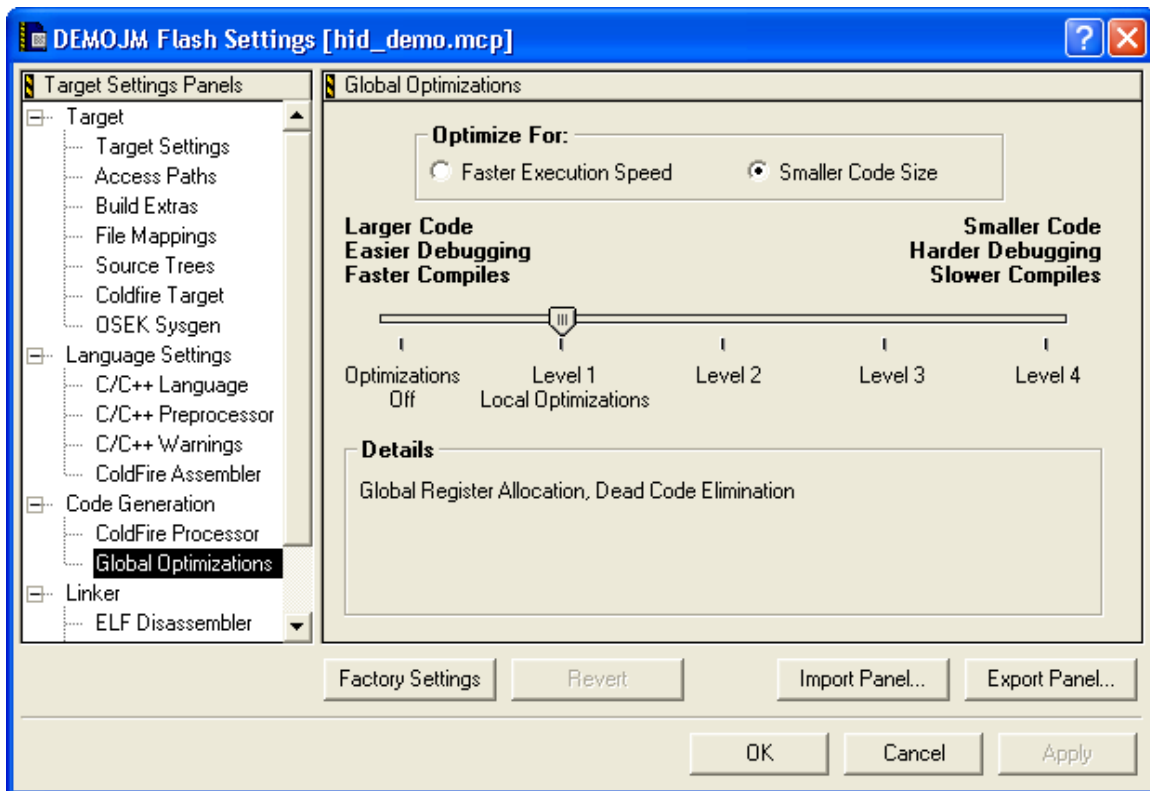 DEMOJM Flash Settings [hid_demo.mcp]
Target Settings Panels
Target
Target Settings
Access Paths
Build Extras
File Mappings
Source Trees
Coldfire Target
OSEK Sysgen
Language Settings
C/C++ Language
C/C++ Preprocessor
C/C++ Warnings
ColdFire Assembler
Code Generation
ColdFire Processor
Global Optimizations
Linker
ELF Disassembler
Global Optimizations
Optimize For:
Faster Execution Speed Smaller Code Size
Larger Code Smaller Code
Easier Debugging Harder Debugging
Faster Compiles Slower Compiles
Optimizations Level 1 Level 2 Level 3 Level 4
Off Local Optimizations
Details
Global Register Allocation, Dead Code Elimination
Factory Settings Revert Import Panel... Export Panel...
OK Cancel Apply